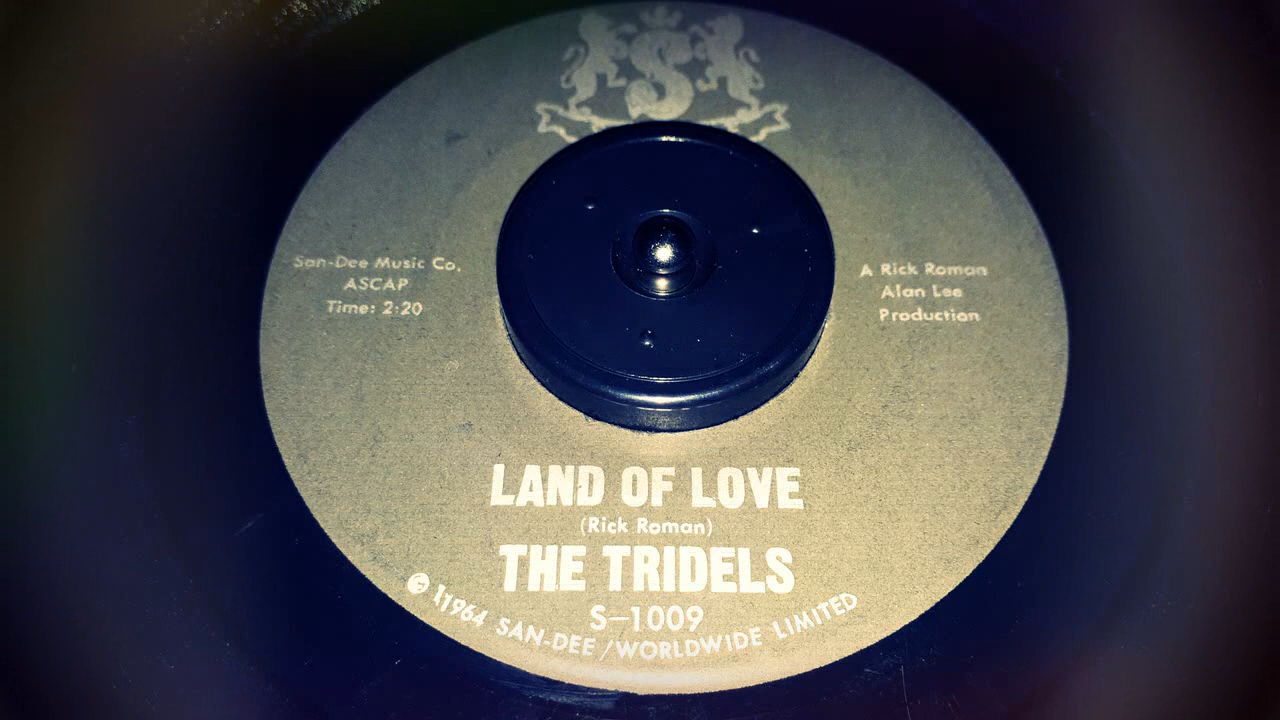 S
San-Dee Music Co.
ASCAP
Time: 2:20
A Rick Roman
Alan Lee
Production
LAND OF LOVE
(Rick Roman)
THE TRIDELS
S-1009
© 11964 SAN-DEE/WORLDWIDE LIMITED